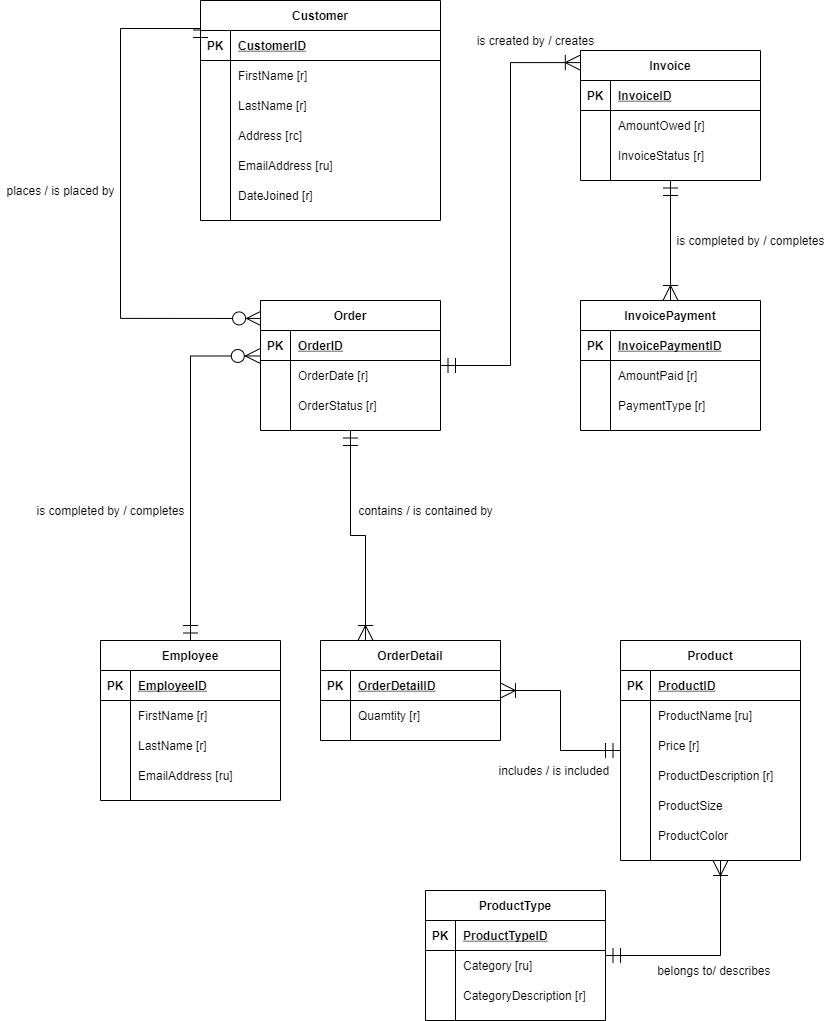 Customer
PK CustomerID
FirstName [r]
LastName [r]
Address [rc]
EmailAddress [ru]
DateJoined [r]
is created by / creates
Invoice
PK InvoiceID
AmountOwed [r]
InvoiceStatus [r]
places / is placed by
is completed by / completes
Order
PK OrderID
OrderDate [r]
OrderStatus [r]
InvoicePayment
PK InvoicePaymentID
AmountPaid [r]
PaymentType [r]
is completed by / completes
contains / is contained by
Employee
PK EmployeeID
FirstName [r]
LastName [r]
EmailAddress [ru]
OrderDetail
PK OrderDetailID
Quamtity [r]
includes / is included
Product
PK ProductID
ProductName [ru]
Price [r]
ProductDescription [r]
ProductSize
ProductColor
ProductType
PK ProductTypeID
Category [ru]
CategoryDescription [r]
belongs to/ describes